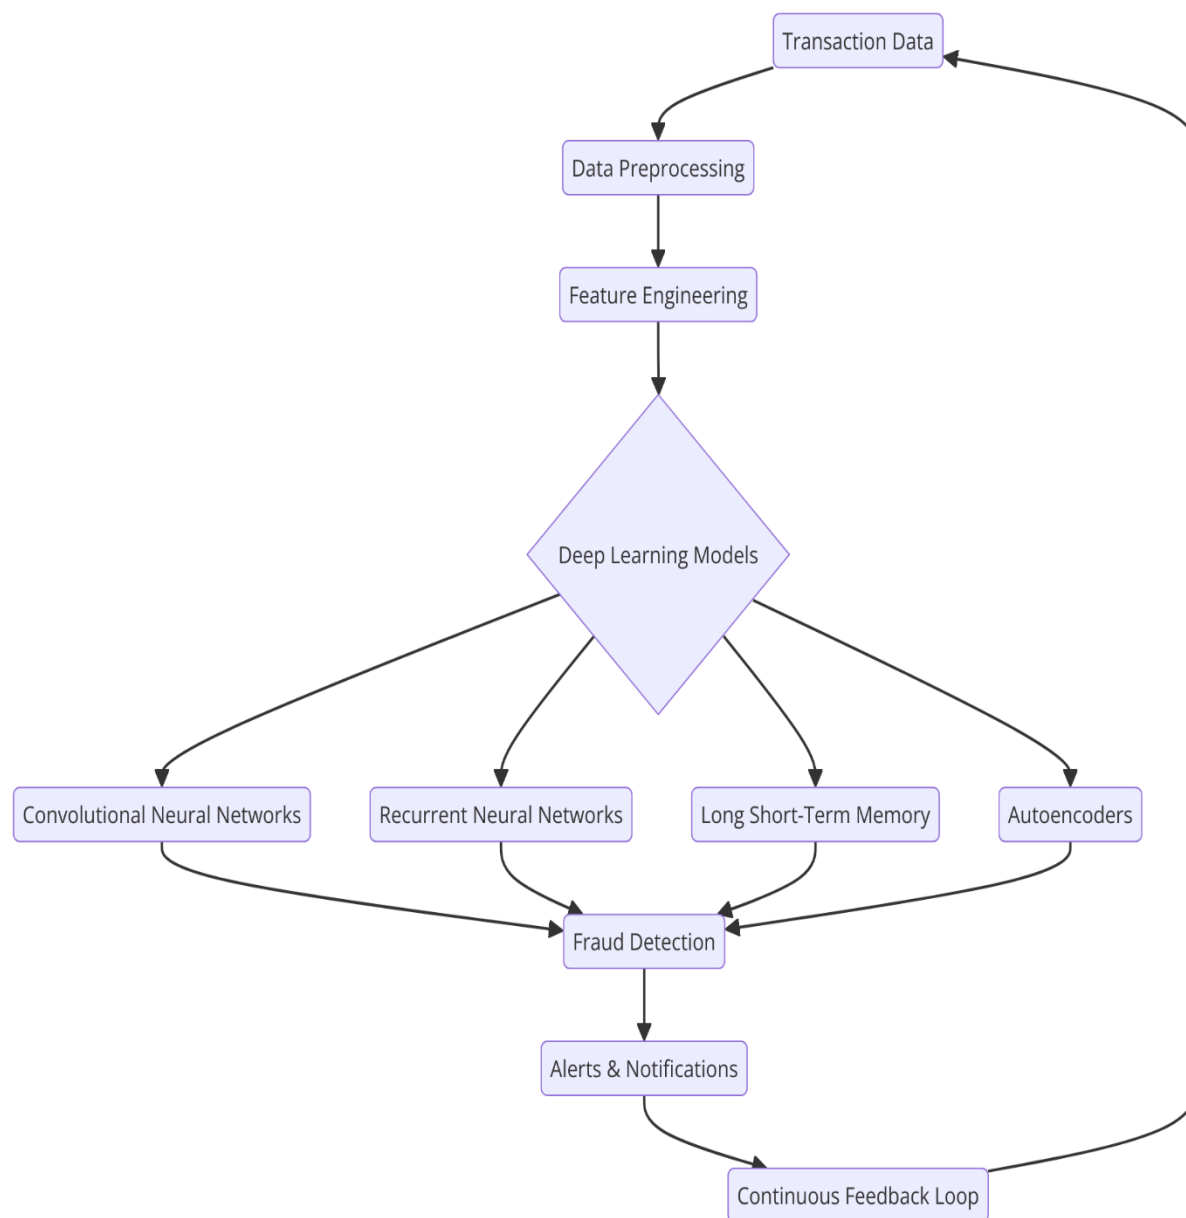 Transaction Data
Data Preprocessing
Feature Engineering
Deep Learning Models
Convolutional Neural Networks
Recurrent Neural Networks
Long Short-Term Memory
Autoencoders
Fraud Detection
Alerts & Notifications
Continuous Feedback Loop